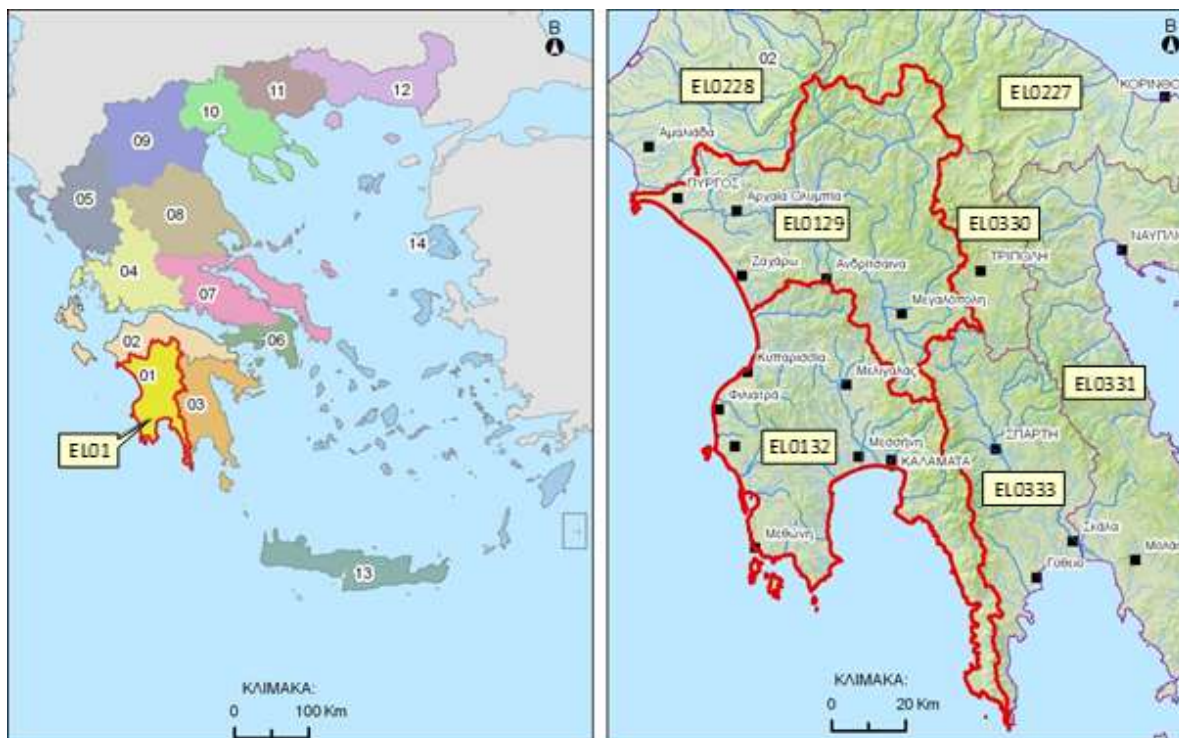 Β
11
12
10
09
05
08
14
04
07
02
06
01
03
EL01
13
ΚΛΙΜΑΚΑ:
0 100 Km
Β
02
EL0228
EL0227
ΚΟΡΙΝΘΟ
Αμαλιάδα
ΠΥΡΓΟΣ
Αρχαία Ολυμπία
EL0129
EL0330
ΝΑΥΠΛΙ
ΤΡΙΠΟΛΗ
Ζαχάρω
Ανδρίτσαινα
Μεγαλόπολη
Κυπαρισσία
Μελιγαλάς
EL0331
Φιλιατρά
ΣΠΑΡΤΗ
EL0132
Μεσσήνη
ΚΑΛΑΜΑΤΑ
EL0333
Μεθώνη
Σκάλα
Μολάο
Γύθειο
ΚΛΙΜΑΚΑ:
0 20 Km